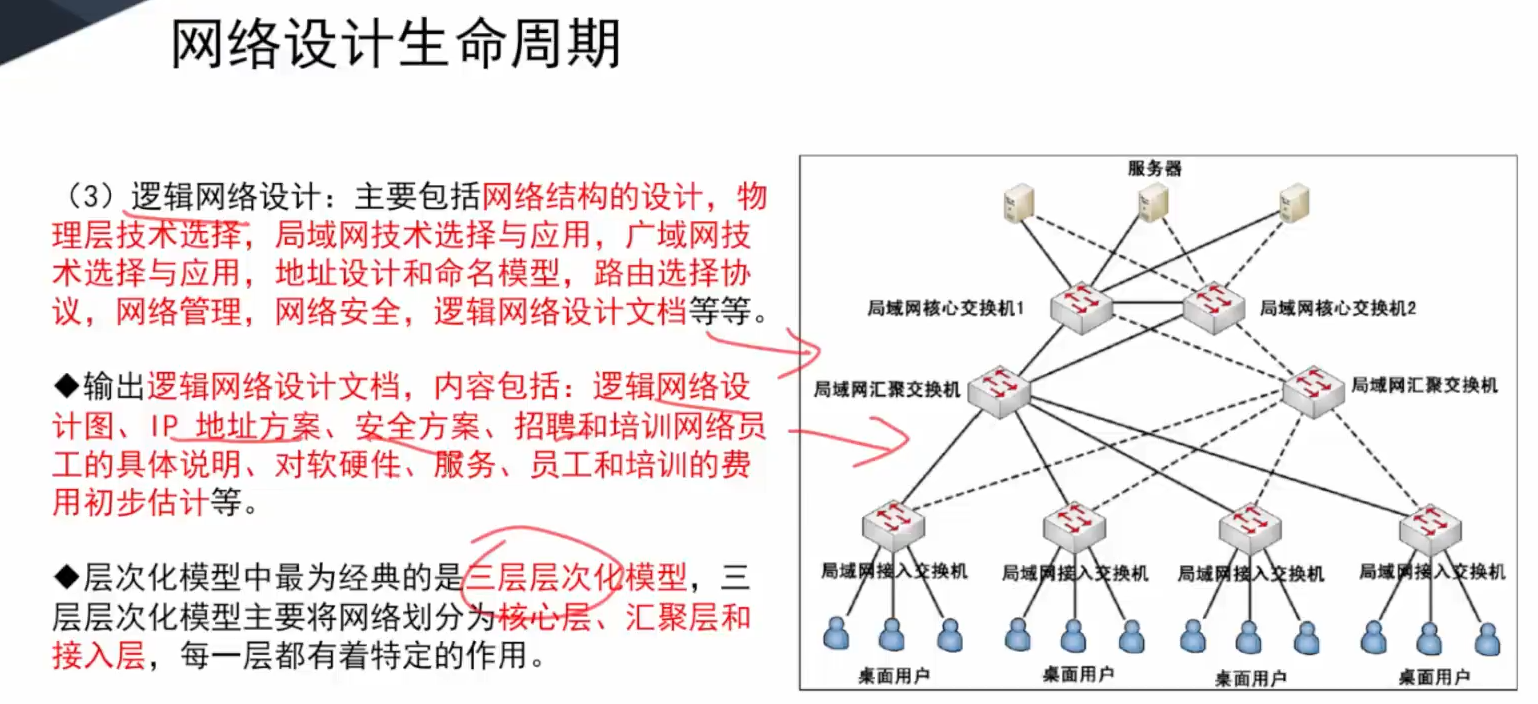 网络设计生命周期
（3）逻辑网络设计：主要包括网络结构的设计，物
理层技术选择，局域网技术选择与应用，广域网技
术选择与应用，地址设计和命名模型，路由选择协
议，网络管理，网络安全，逻辑网络设计文档等等。
◆输出逻辑网络设计文档，内容包括：逻辑网络设
计图、IP 地址方案、安全方案、招聘和培训网络员
工的具体说明、对软硬件、服务、员工和培训的费
用初步估计等。
◆层次化模型中最为经典的是三层层次化模型，三
层层次化模型主要将网络划分为核心层、汇聚层和
接入层，每一层都有着特定的作用。
服务器
局域网核心交换机1
局域网核心交换机2
局域网汇聚交换机
局域网汇聚交换机
局域网接入交换机
局域网接入交换机
局域网接入交换机
局域网接入交换机
桌面用户
桌面用户
桌面用户
桌面用户